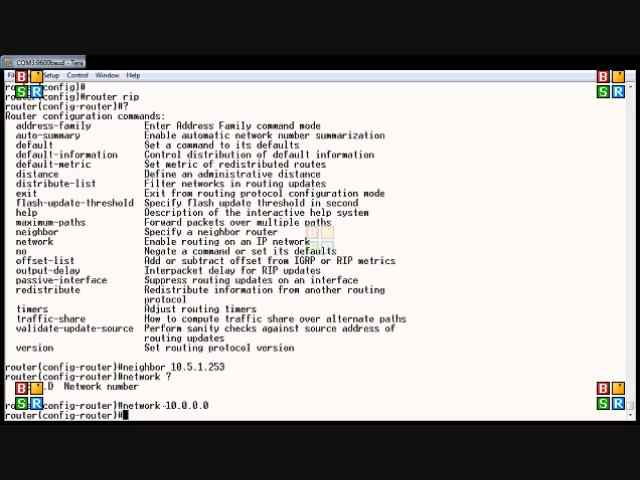 COM3:9600baud - Tera
Setup Control Window Help
router(config)#
router(config)#router rip
router(config-router)#?
Router configuration commands:
address-family Enter Address Family command mode
auto-summary Enable automatic network number summarization
default Set a command to its defaults
default-information Control distribution of default information
default-metric Set metric of redistributed routes
distance Define an administrative distance
distribute-list Filter networks in routing updates
exit Exit from routing protocol configuration mode
flash-update-threshold Specify flash update threshold in second
help Description of the interactive help system
maximum-paths Forward packets over multiple paths
neighbor Specify a neighbor router
network Enable routing on an IP network
no Negate a command or set its defaults
offset-list Add or subtract offset from IGRP or RIP metrics
output-delay Interpacket delay for RIP updates
passive-interface Suppress routing updates on an interface
redistribute Redistribute information from another routing
protocol
timers Adjust routing timers
traffic-share How to compute traffic share over alternate paths
validate-update-source Perform sanity checks against source address of
routing updates
version Set routing protocol version
router(config-router)#neighbor 10.5.1.253
router(config-router)#network ?
.D Network number
router(config-router)#network 10.0.0.0
router(config-router)#
B S R
B S R
B S R
B S R